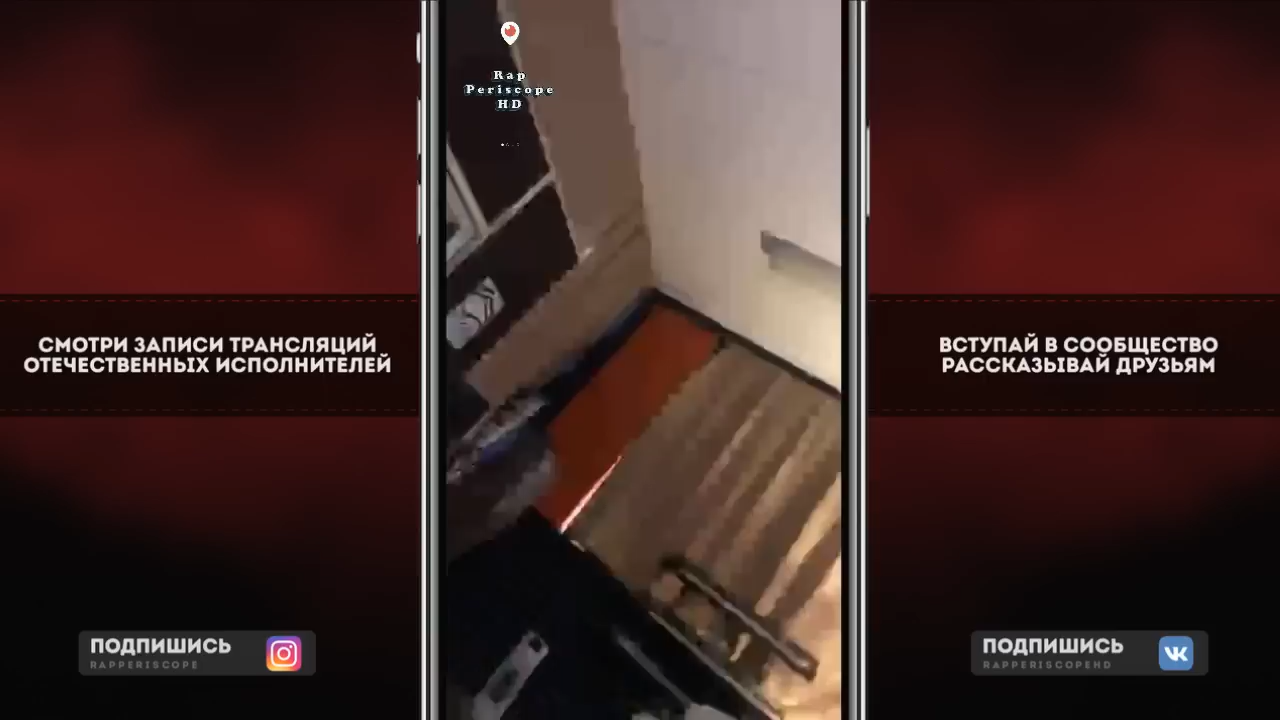 Rap
Periscope
HD
СМОТРИ ЗАПИСИ ТРАНСЛЯЦИЙ
ОТЕЧЕСТВЕННЫХ ИСПОЛНИТЕЛЕЙ
ВСТУПАЙ В СООБЩЕСТВО
РАССКАЗЫВАЙ ДРУЗЬЯМ
ПОДПИШИСЬ
RAPPERISCOPE
ПОДПИШИСЬ
RAPPERISCOPEHD